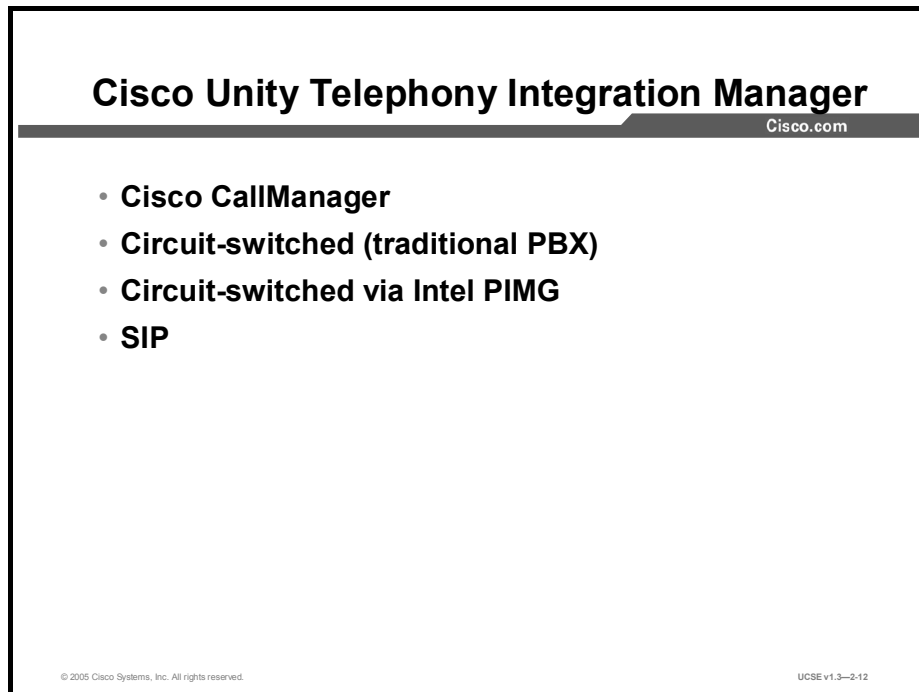 Cisco Unity Telephony Integration Manager
Cisco.com
• Cisco CallManager
• Circuit-switched (traditional PBX)
• Circuit-switched via Intel PIMG
• SIP
© 2005 Cisco Systems, Inc. All rights reserved.
UCSE v1.3—2-12